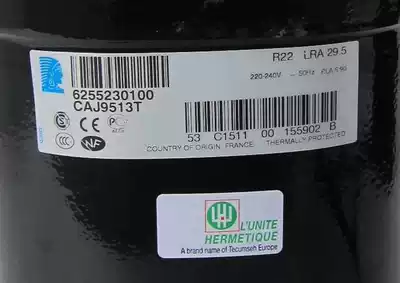 R22 LRA 29.5
220-240V ~ 50Hz
6255230100
CAJ9513T
53 C1511 00 155902 B
COUNTRY OF ORIGIN FRANCE THERMALLY PROTECTED
NF
L'UNITE
HERMETIQUE
A brand name of Tecumseh Europe